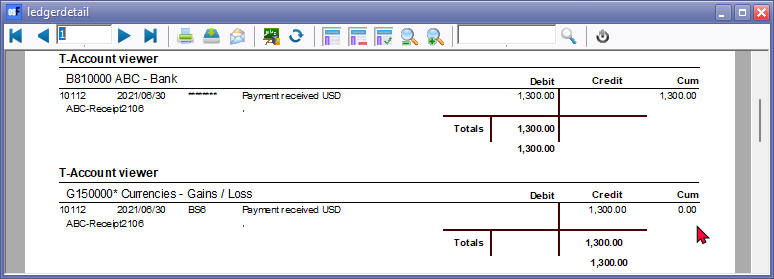 ledgerdetail
1
T-Account viewer
B810000 ABC - Bank Debit Credit Cum
10112 2021/06/30 ******** Payment received USD 1,300.00 1,300.00
ABC-Receipt2106 .
Totals 1,300.00
1,300.00
T-Account viewer
G150000* Currencies - Gains / Loss Debit Credit Cum
10112 2021/06/30 BS6 Payment received USD 1,300.00 0.00
ABC-Receipt2106 .
Totals 1,300.00
1,300.00